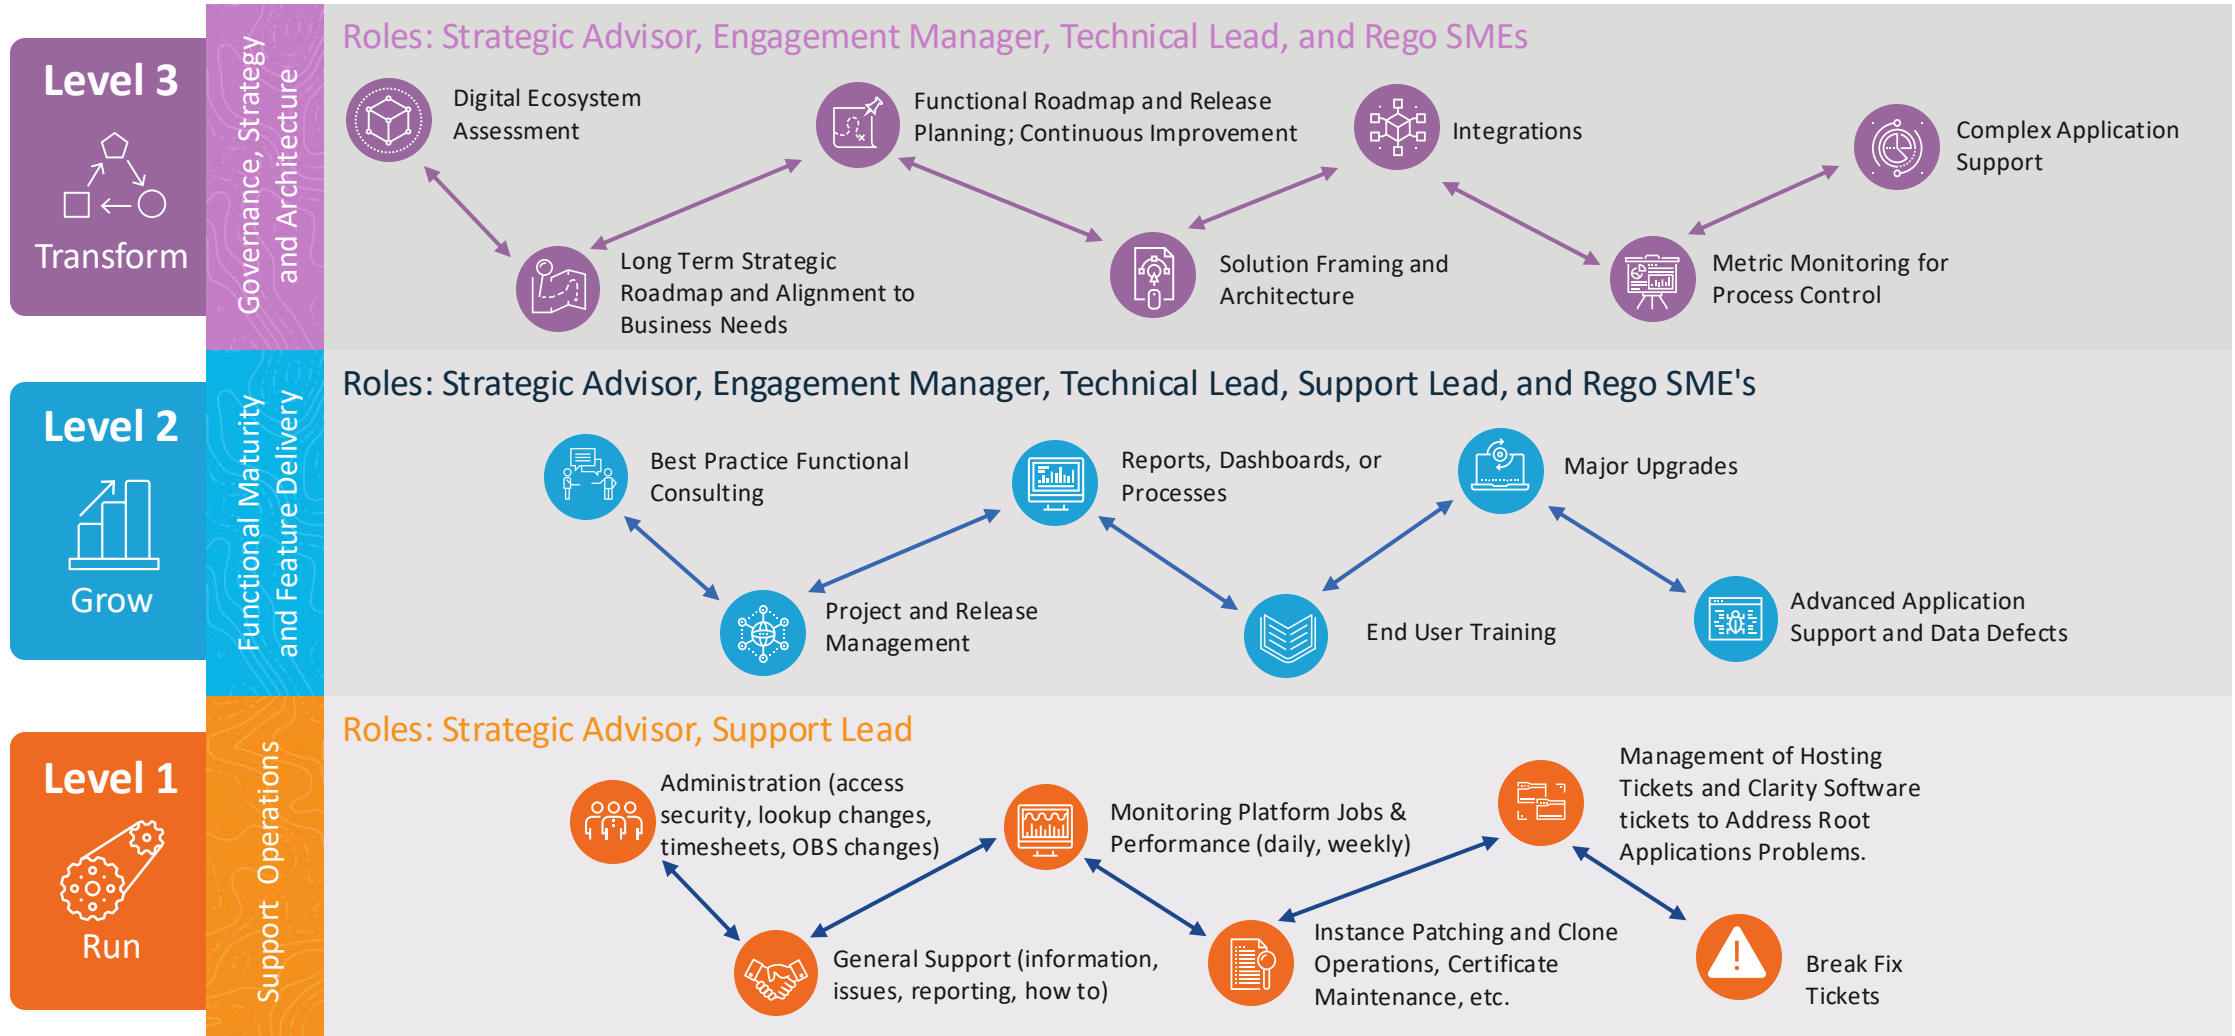 Level 3
Transform
Governance, Strategy
and Architecture
Roles: Strategic Advisor, Engagement Manager, Technical Lead, and Rego SMEs
Digital Ecosystem
Assessment
Long Term Strategic
Roadmap and Alignment to
Business Needs
Functional Roadmap and Release
Planning; Continuous Improvement
Solution Framing and
Architecture
Integrations
Metric Monitoring for
Process Control
Complex Application
Support
Level 2
Grow
Functional Maturity
and Feature Delivery
Roles: Strategic Advisor, Engagement Manager, Technical Lead, Support Lead, and Rego SME's
Best Practice Functional
Consulting
Project and Release
Management
Reports, Dashboards, or
Processes
End User Training
Major Upgrades
Advanced Application
Support and Data Defects
Level 1
Run
Support Operations
Roles: Strategic Advisor, Support Lead
Administration (access
security, lookup changes,
timesheets, OBS changes)
General Support (information,
issues, reporting, how to)
Monitoring Platform Jobs &
Performance (daily, weekly)
Instance Patching and Clone
Operations, Certificate
Maintenance, etc.
Management of Hosting
Tickets and Clarity Software
tickets to Address Root
Applications Problems.
Break Fix
Tickets